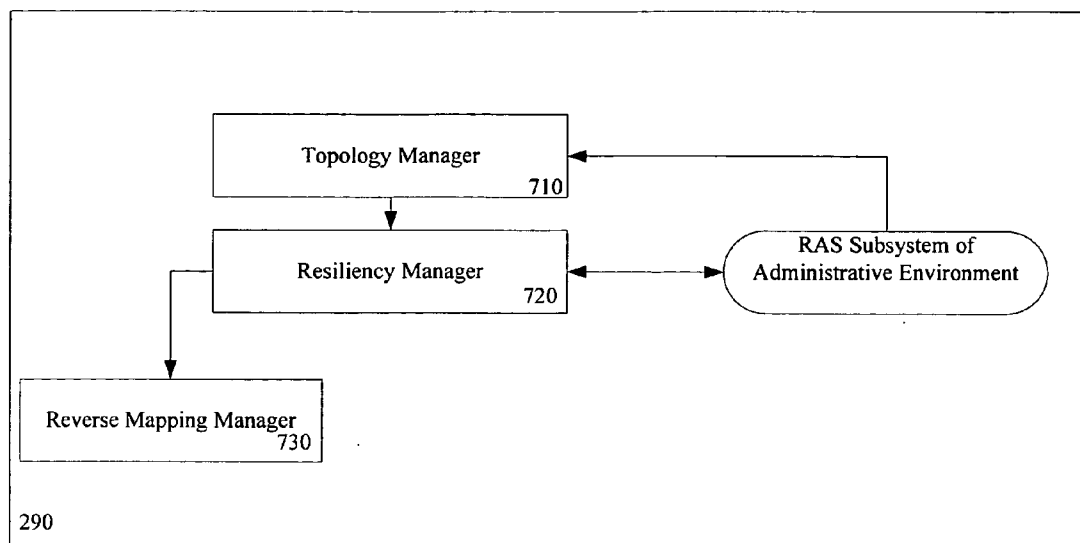 Topology Manager
710
Resiliency Manager
720
RAS Subsystem of
Administrative Environment
Reverse Mapping Manager
730
290